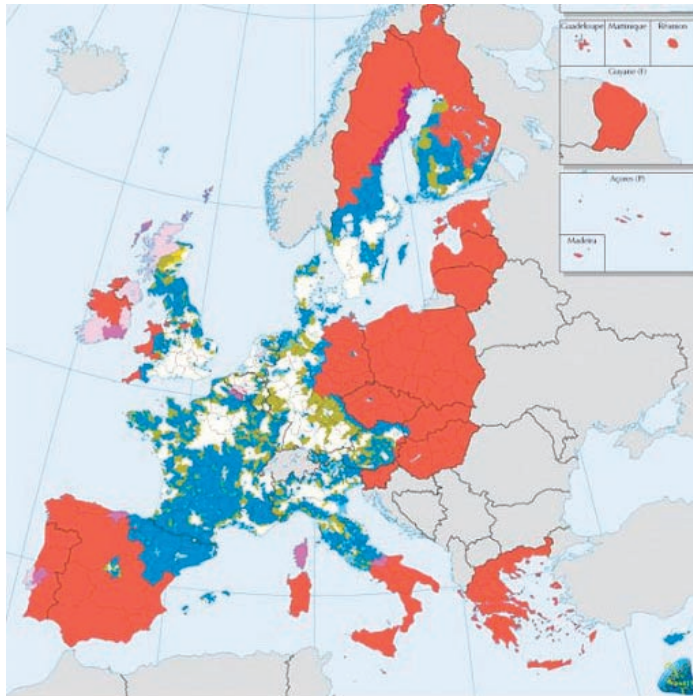 Guadeloupe
Martinique
Réunion
Guyane (F)
Açores (P)
Madeira